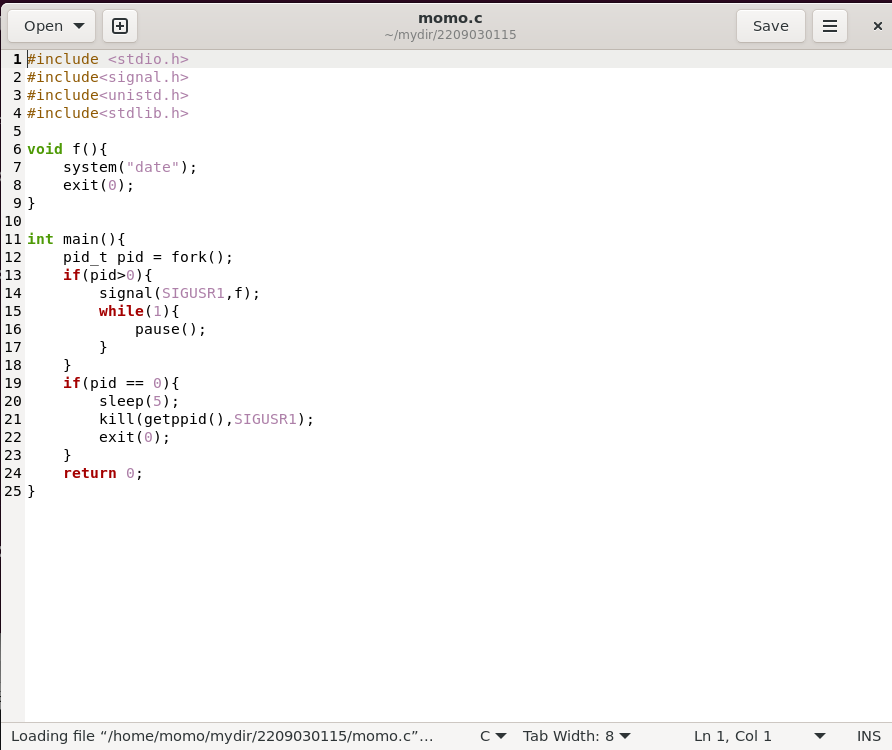 Open
momo.c
~/mydir/2209030115
Save
1 #include <stdio.h>
2 #include<signal.h>
3 #include<unistd.h>
4 #include<stdlib.h>
5
6 void f(){
7     system("date");
8     exit(0);
9 }
10
11 int main(){
12     pid_t pid = fork();
13     if(pid>0){
14         signal(SIGUSR1,f);
15         while(1){
16             pause();
17         }
18     }
19     if(pid == 0){
20         sleep(5);
21         kill(getppid(),SIGUSR1);
22         exit(0);
23     }
24     return 0;
25 }
Loading file “/home/momo/mydir/2209030115/momo.c”… C Tab Width: 8 Ln 1, Col 1 INS